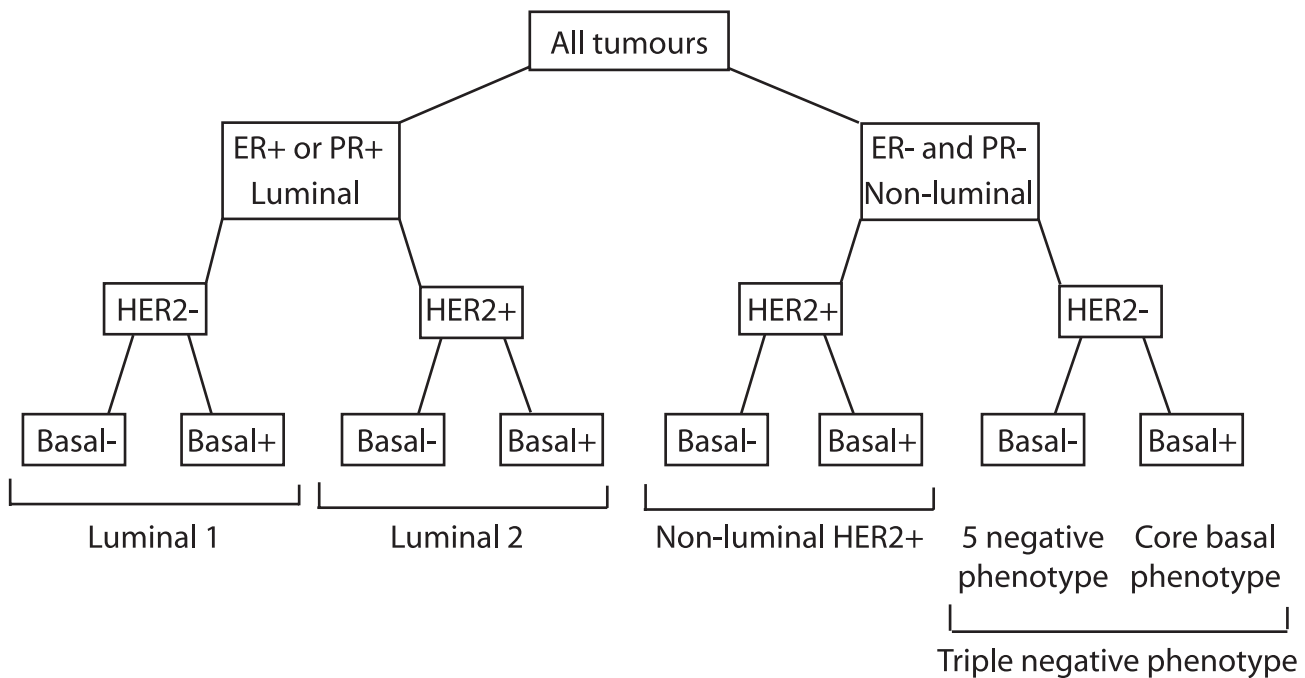 All tumours
ER+ or PR+
Luminal
ER- and PR-
Non-luminal
HER2-
HER2+
HER2+
HER2-
Basal-
Basal+
Basal-
Basal+
Basal-
Basal+
Basal-
Basal+
Luminal 1
Luminal 2
Non-luminal HER2+
5 negative
phenotype
Core basal
phenotype
Triple negative phenotype